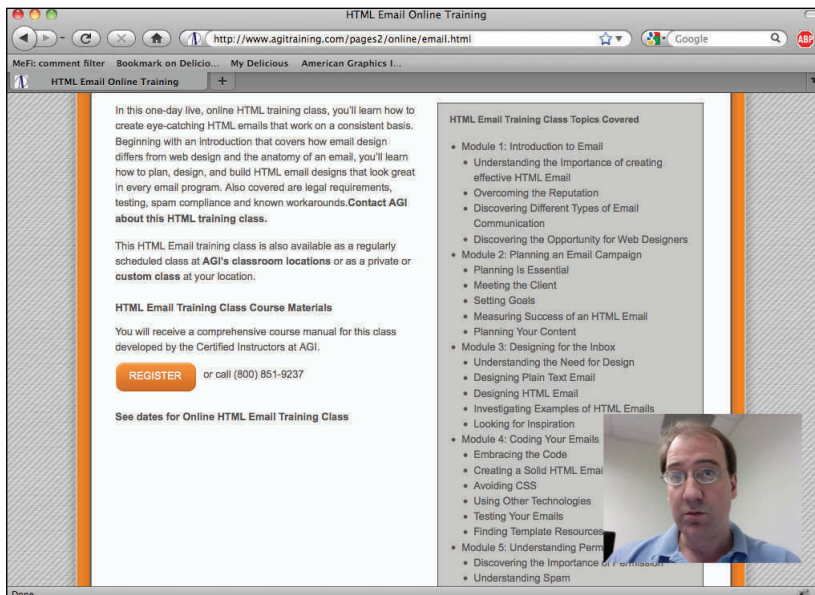 HTML Email Online Training
http://www.agitraining.com/pages2/online/email.html
Google
ABP
MeFi: comment filter Bookmark on Delicio... My Delicious American Graphics I...
HTML Email Online Training
+
In this one-day live, online HTML training class, you'll learn how to
create eye-catching HTML emails that work on a consistent basis.
Beginning with an introduction that covers how email design
differs from web design and the anatomy of an email, you'll learn
how to plan, design, and build HTML email designs that look great
in every email program. Also covered are legal requirements,
testing, spam compliance and known workarounds.Contact AGI
about this HTML training class.
This HTML Email training class is also available as a regularly
scheduled class at AGI's classroom locations or as a private or
custom class at your location.
HTML Email Training Class Course Materials
You will receive a comprehensive course manual for this class
developed by the Certified Instructors at AGI.
REGISTER or call (800) 851-9237
See dates for Online HTML Email Training Class
HTML Email Training Class Topics Covered
Module 1: Introduction to Email
Understanding the Importance of creating
effective HTML Email
Overcoming the Reputation
Discovering Different Types of Email
Communication
Discovering the Opportunity for Web Designers
Module 2: Planning an Email Campaign
Planning Is Essential
Meeting the Client
Setting Goals
Measuring Success of an HTML Email
Planning Your Content
Module 3: Designing for the Inbox
Understanding the Need for Design
Designing Plain Text Email
Designing HTML Email
Investigating Examples of HTML Emails
Looking for Inspiration
Module 4: Coding Your Emails
Embracing the Code
Creating a Solid HTML Emai
Avoiding CSS
Using Other Technologies
Testing Your Emails
Finding Template Resources
Module 5: Understanding Perm
Discovering the Importance of Permission
Understanding Spam
Done